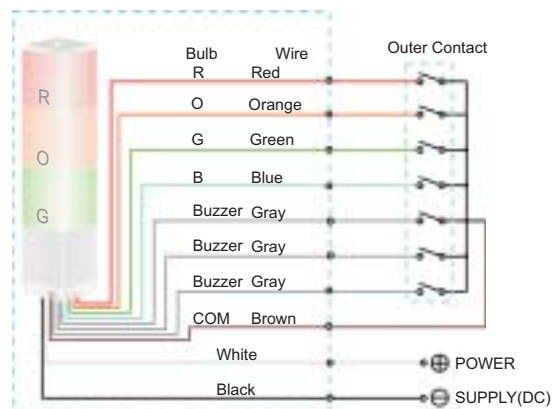 Bulb Wire Outer Contact
R Red
O Orange
G Green
B Blue
Buzzer Gray
Buzzer Gray
Buzzer Gray
COM Brown
White
POWER
Black
SUPPLY(DC)
R
O
G